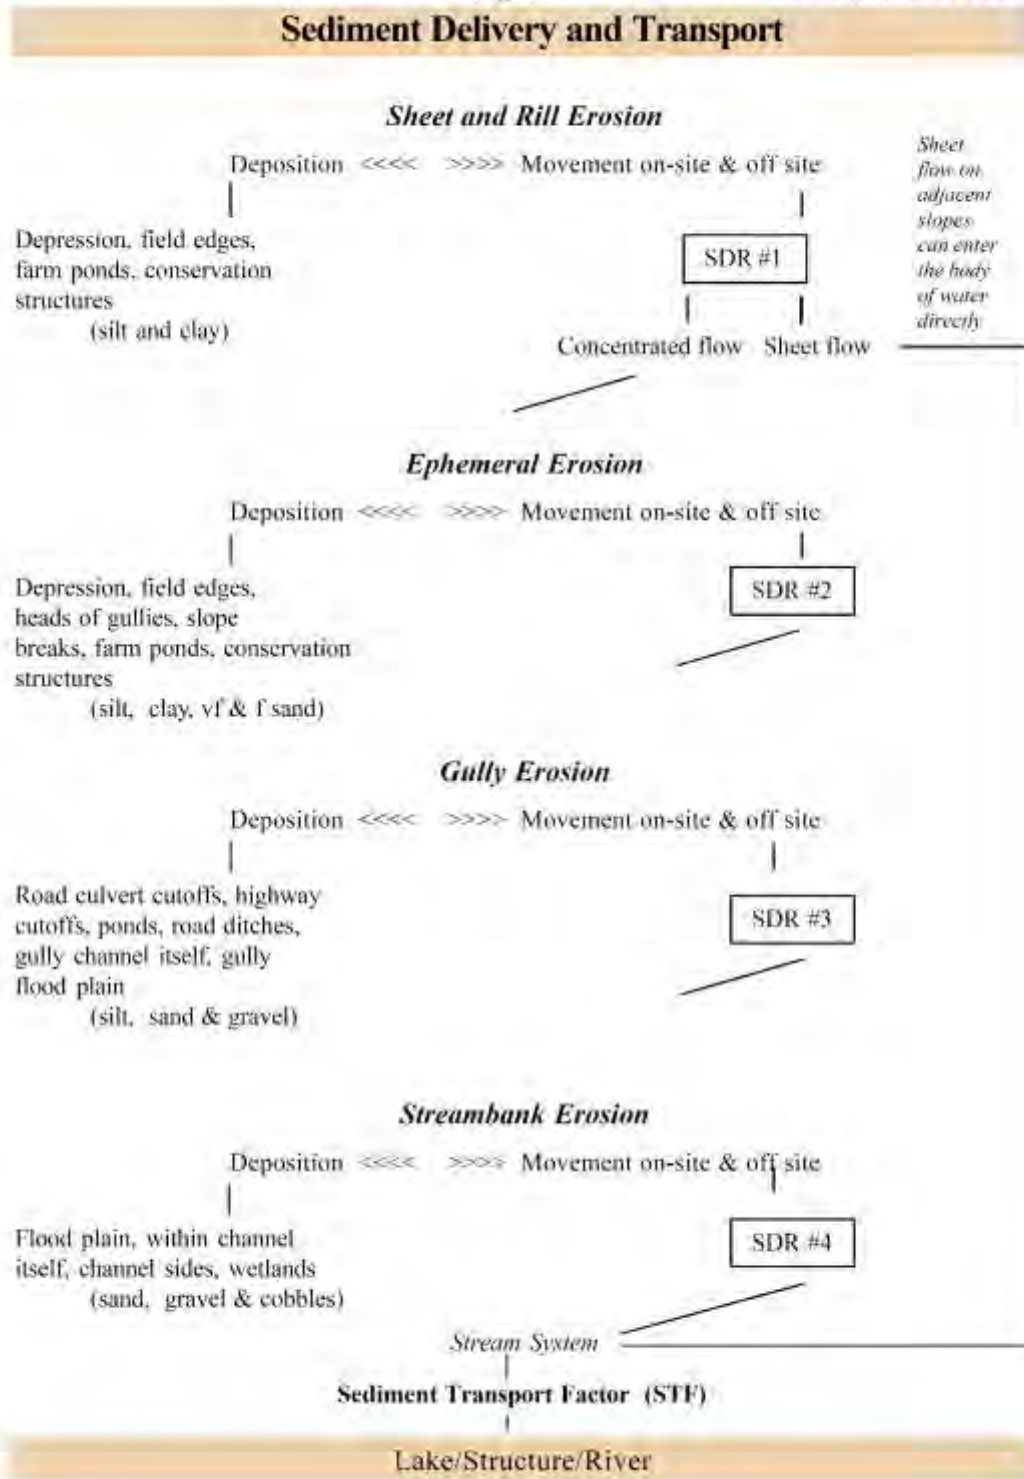 Sediment Delivery and Transport
Sheet and Rill Erosion
Deposition <<<< >>>> Movement on-site & off site
Depression, field edges,
farm ponds, conservation
structures
(silt and clay)
SDR #1
Concentrated flow Sheet flow
Sheet
flow on
adjacent
slopes
can enter
the body
of water
directly
Ephemeral Erosion
Deposition <<<< >>>> Movement on-site & off site
Depression, field edges,
heads of gullies, slope
breaks, farm ponds, conservation
structures
(silt, clay, vf & f sand)
SDR #2
Gully Erosion
Deposition <<<< >>>> Movement on-site & off site
Road culvert cutoffs, highway
cutoffs, ponds, road ditches,
gully channel itself, gully
flood plain
(silt, sand & gravel)
SDR #3
Streambank Erosion
Deposition <<<< >>>> Movement on-site & off site
Flood plain, within channel
itself, channel sides, wetlands
(sand, gravel & cobbles)
SDR #4
Stream System
Sediment Transport Factor (STF)
Lake/Structure/River